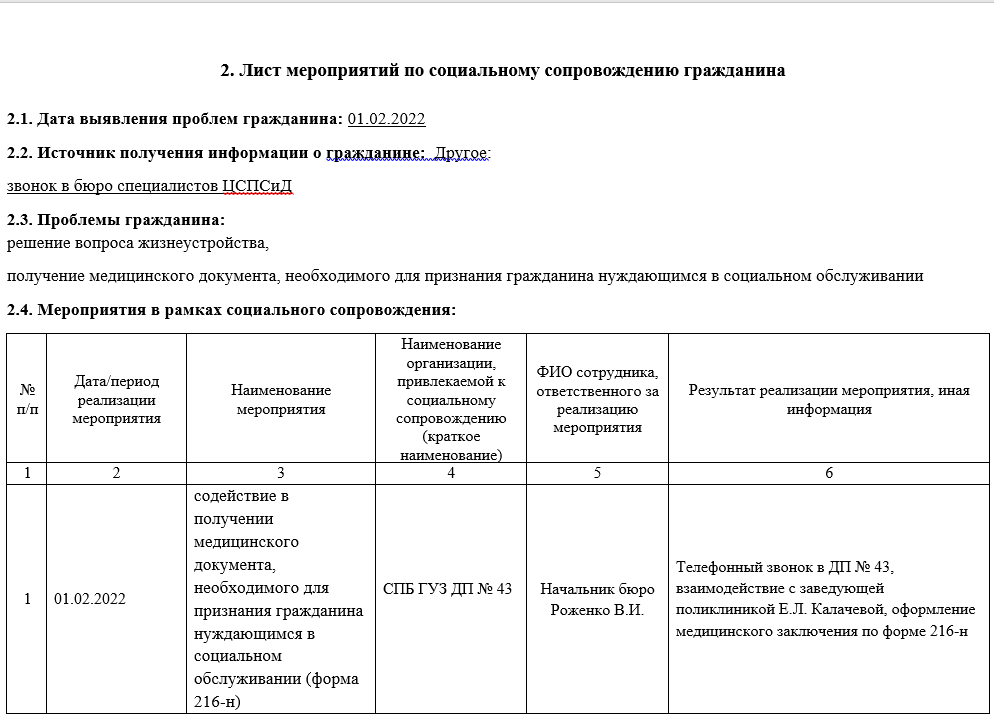 2. Лист мероприятий по социальному сопровождению гражданина
2.1. Дата выявления проблем гражданина: 01.02.2022
2.2. Источник получения информации о гражданине: Другое:
звонок в бюро специалистов ЦСПСиД
2.3. Проблемы гражданина:
решение вопроса жизнеустройства,
получение медицинского документа, необходимого для признания гражданина нуждающимся в социальном обслуживании
2.4. Мероприятия в рамках социального сопровождения:
№
п/п
Дата/период
реализации
мероприятия
Наименование
мероприятия
Наименование
организации,
привлекаемой к
социальному
сопровождению
(краткое
наименование)
ФИО сотрудника,
ответственного за
реализацию
мероприятия
Результат реализации мероприятия, иная
информация
1 2 3 4 5 6
1
01.02.2022
содействие в
получении
медицинского
документа,
необходимого для
признания гражданина
нуждающимся в
социальном
обслуживании (форма
216-н)
СПБ ГУЗ ДП № 43
Начальник бюро
Роженко В.И.
Телефонный звонок в ДП № 43,
взаимодействие с заведующей
поликлиникой Е.Л. Калачевой, оформление
медицинского заключения по форме 216-н